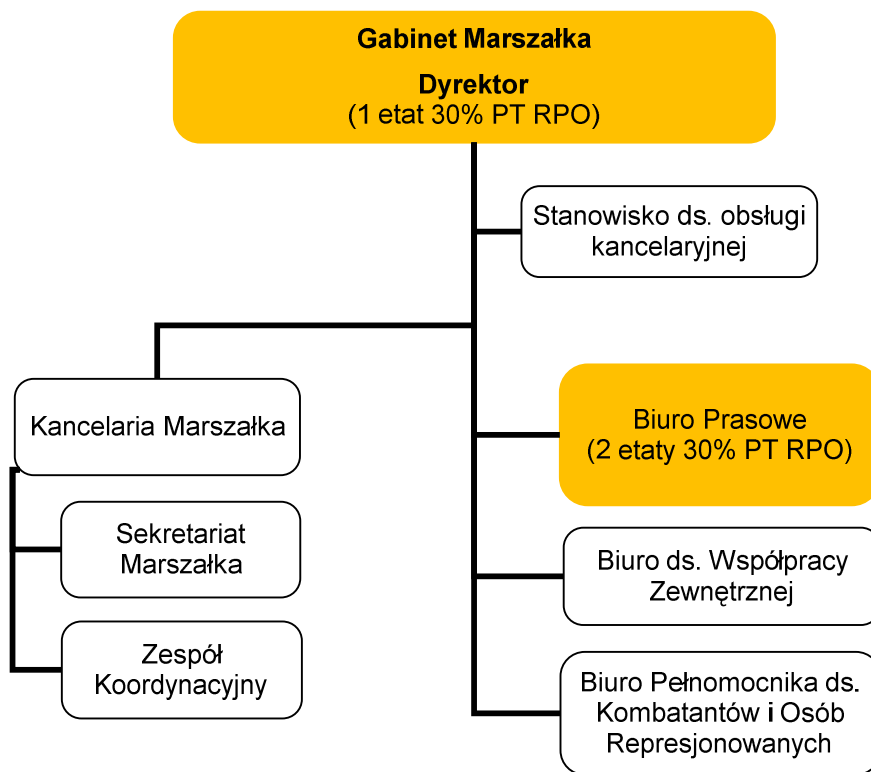 Gabinet Marszałka
Dyrektor
(1 etat 30% PT RPO)
Stanowisko ds. obsługi
kancelaryjnej
Kancelaria Marszałka
Sekretariat
Marszałka
Zespół
Koordynacyjny
Biuro Prasowe
(2 etaty 30% PT RPO)
Biuro ds. Współpracy
Zewnętrznej
Biuro Pełnomocnika ds.
Kombatantów i Osób
Represjonowanych